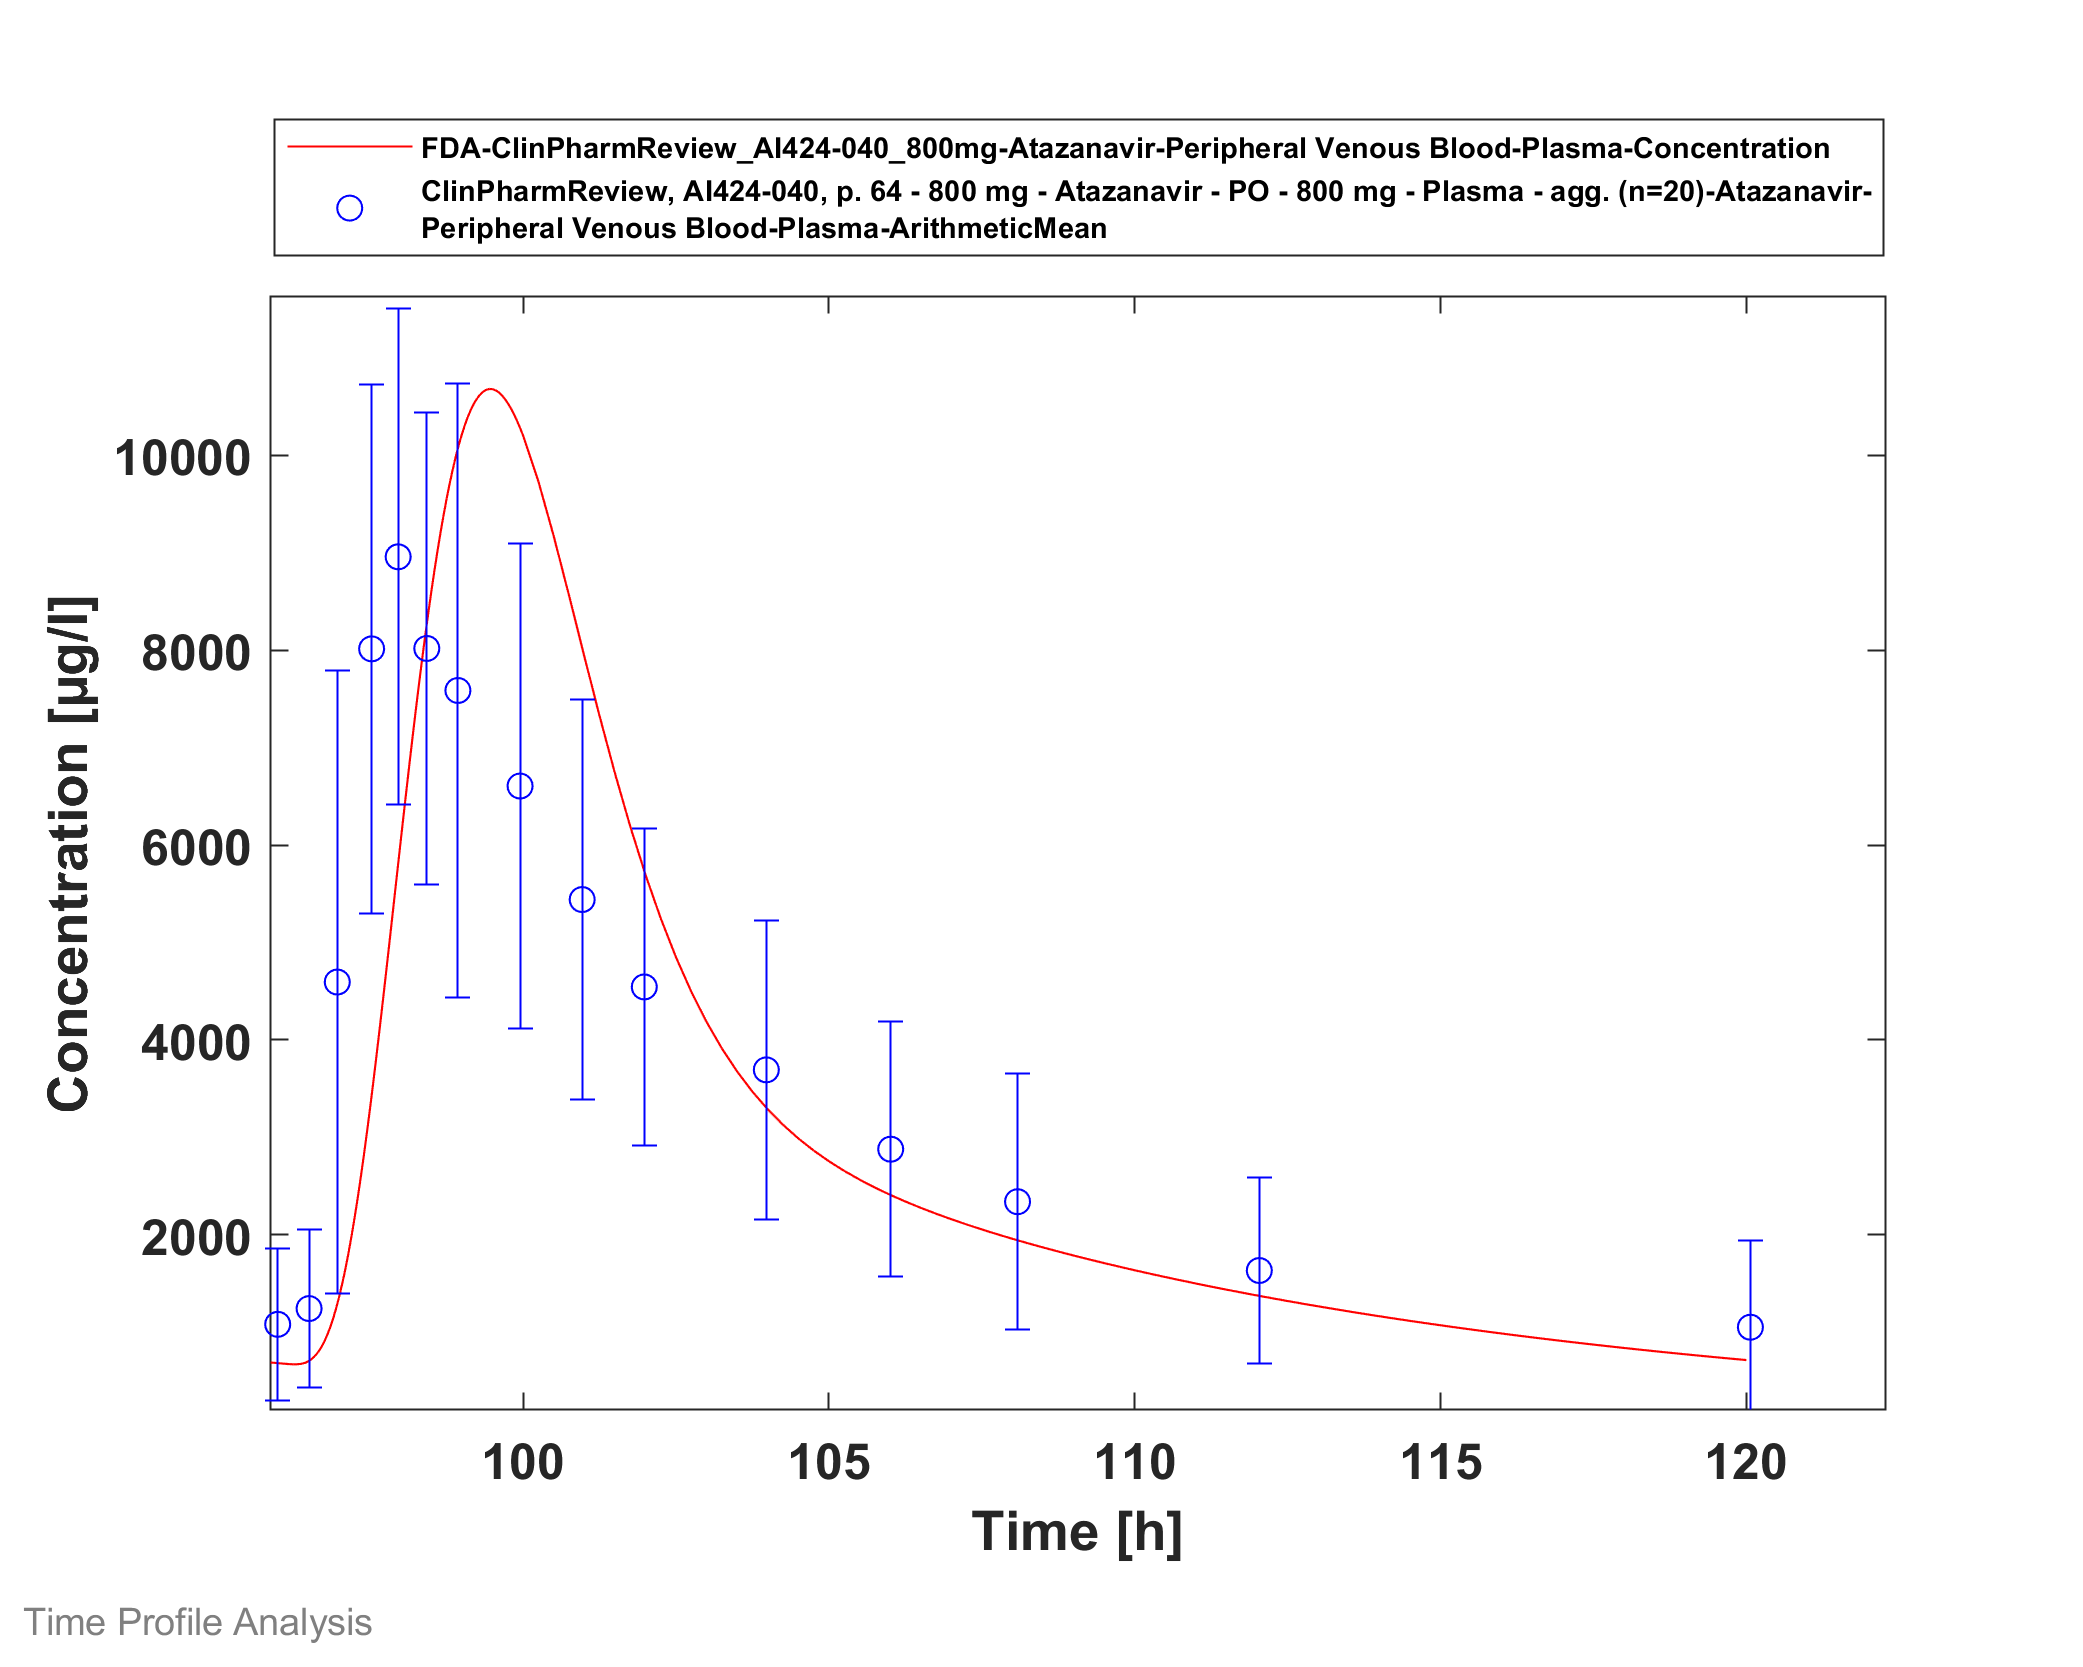 FDA-ClinPharmReview_AI424-040_800mg-Atazanavir-Peripheral Venous Blood-Plasma-Concentration
ClinPharmReview, AI424-040, p. 64 - 800 mg - Atazanavir - PO - 800 mg - Plasma - agg. (n=20)-Atazanavir-
Peripheral Venous Blood-Plasma-ArithmeticMean
10000
8000
6000
4000
2000
Concentration [µg/l]
100 105 110 115 120
Time [h]
Time Profile Analysis